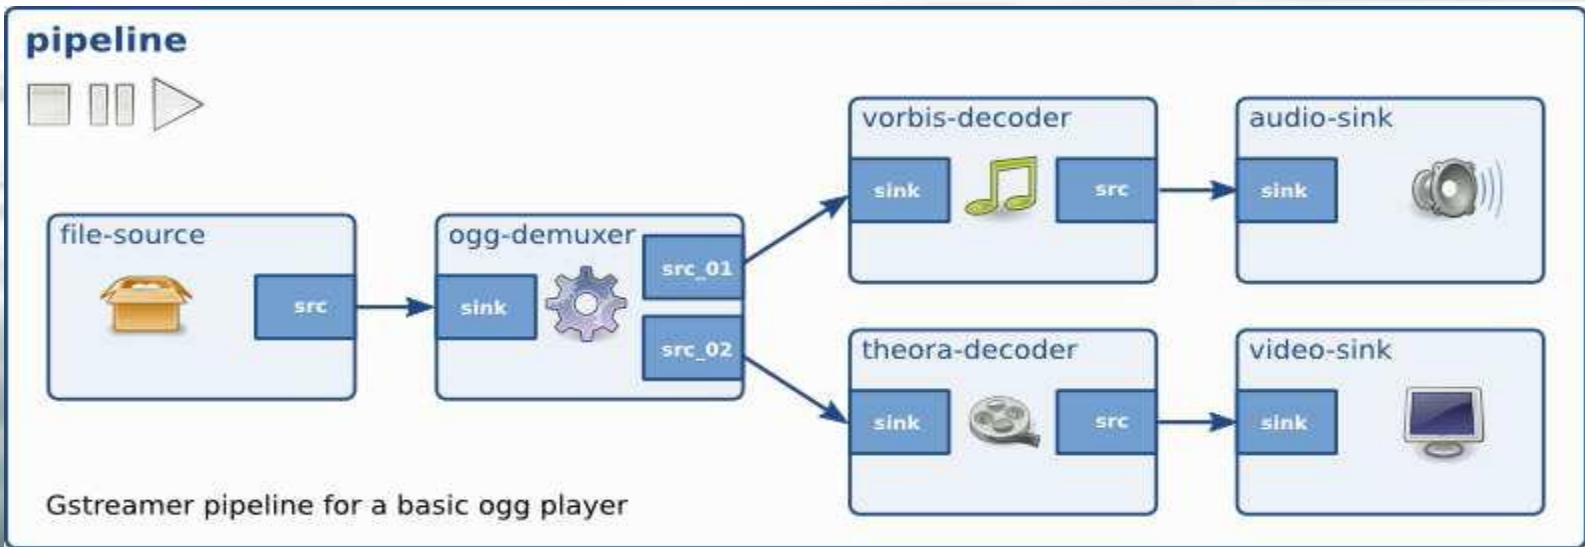 pipeline
file-source
src
ogg-demuxer
sink
src_01
src_02
vorbis-decoder
sink
src
audio-sink
sink
theora-decoder
sink
src
video-sink
sink
Gstreamer pipeline for a basic ogg player